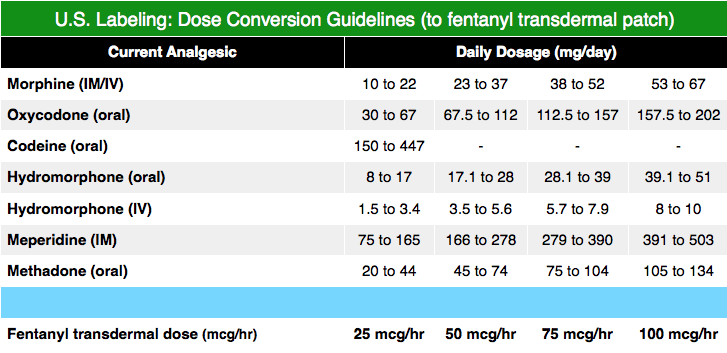 U.S. Labeling: Dose Conversion Guidelines (to fentanyl transdermal patch)
Current Analgesic Daily Dosage (mg/day)
Morphine (IM/IV) 10 to 22 23 to 37 38 to 52 53 to 67
Oxycodone (oral) 30 to 67 67.5 to 112 112.5 to 157 157.5 to 202
Codeine (oral) 150 to 447 - - -
Hydromorphone (oral) 8 to 17 17.1 to 28 28.1 to 39 39.1 to 51
Hydromorphone (IV) 1.5 to 3.4 3.5 to 5.6 5.7 to 7.9 8 to 10
Meperidine (IM) 75 to 165 166 to 278 279 to 390 391 to 503
Methadone (oral) 20 to 44 45 to 74 75 to 104 105 to 134
Fentanyl transdermal dose (mcg/hr) 25 mcg/hr 50 mcg/hr 75 mcg/hr 100 mcg/hr